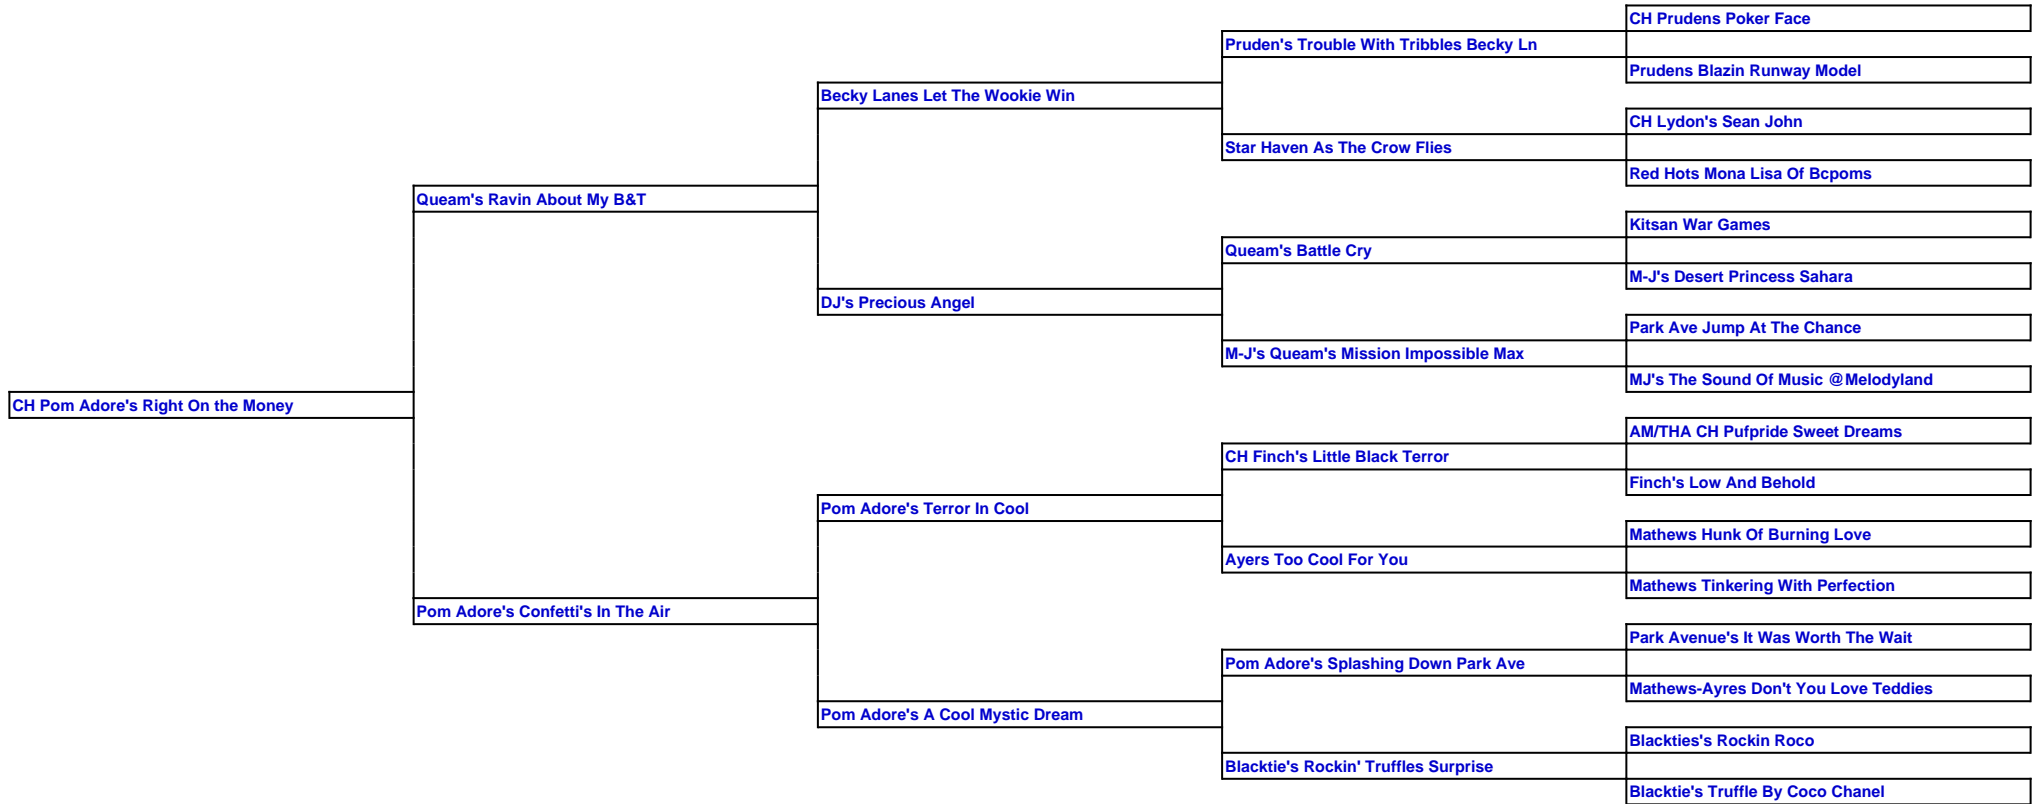 CH Prudens Poker Face
Pruden's Trouble With Tribbles Becky Ln
Prudens Blazin Runway Model
Becky Lanes Let The Wookie Win
CH Lydon's Sean John
Star Haven As The Crow Flies
Red Hots Mona Lisa Of Bcpoms
Queam's Ravin About My B&T
Kitsan War Games
Queam's Battle Cry
M-J's Desert Princess Sahara
DJ's Precious Angel
Park Ave Jump At The Chance
M-J's Queam's Mission Impossible Max
MJ's The Sound Of Music @Melodyland
CH Pom Adore's Right On the Money
AM/THA CH Pufpride Sweet Dreams
CH Finch's Little Black Terror
Finch's Low And Behold
Pom Adore's Terror In Cool
Mathews Hunk Of Burning Love
Ayers Too Cool For You
Mathews Tinkering With Perfection
Pom Adore's Confetti's In The Air
Park Avenue's It Was Worth The Wait
Pom Adore's Splashing Down Park Ave
Mathews-Ayres Don't You Love Teddies
Pom Adore's A Cool Mystic Dream
Blackties's Rockin Roco
Blacktie's Rockin' Truffles Surprise
Blacktie's Truffle By Coco Chanel